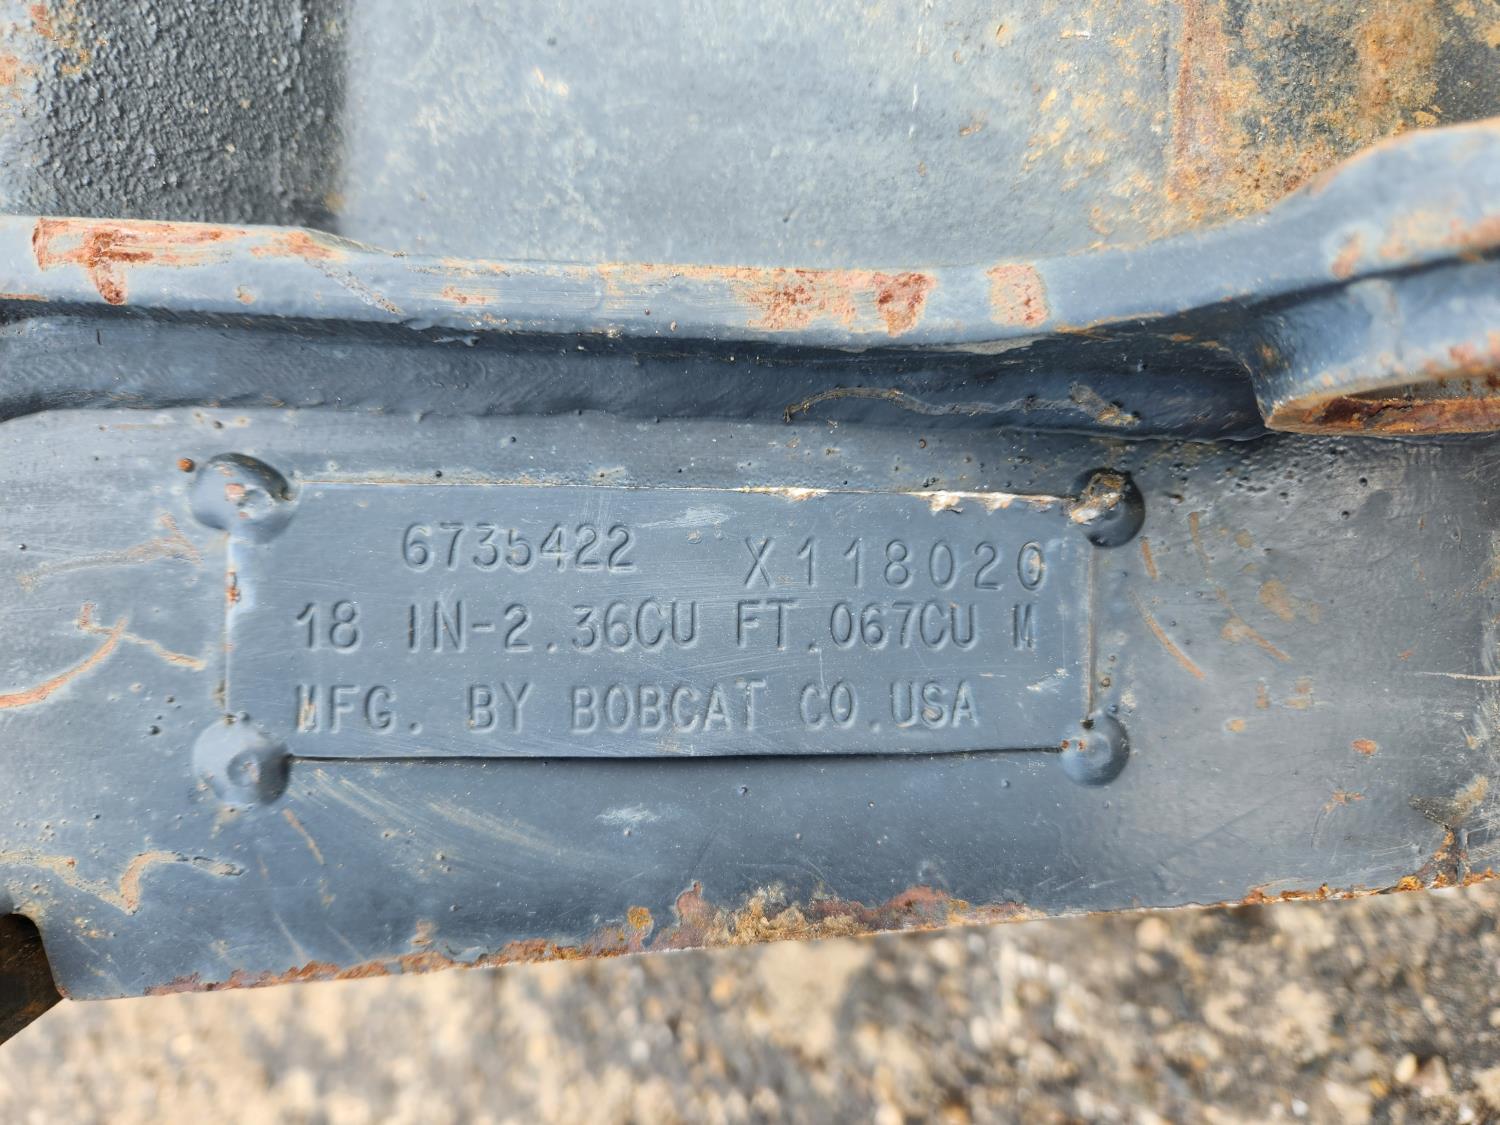 6735422 X118020
18 IN-2.36CU FT.067CU M
MFG. BY BOBCAT CO.USA